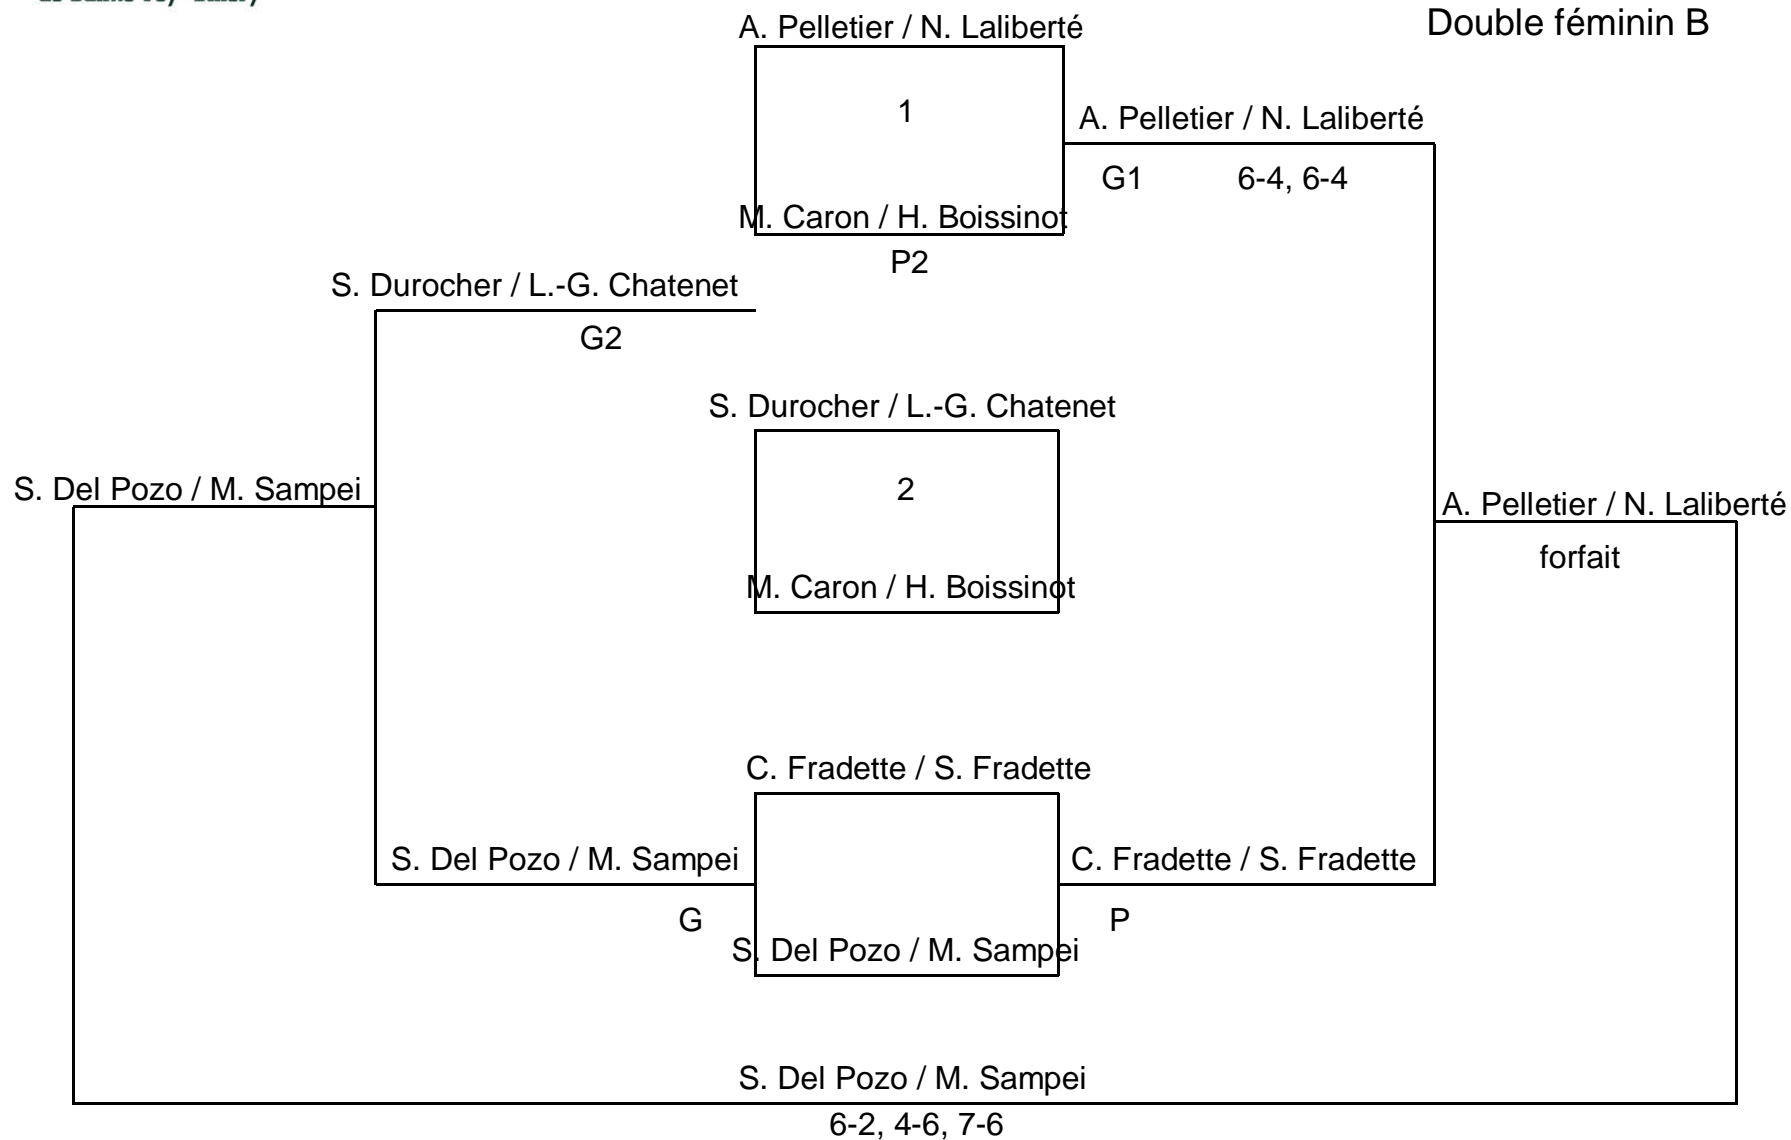 A. Pelletier / N. Laliberté
Double féminin B
1
A. Pelletier / N. Laliberté
G1 6-4, 6-4
M. Caron / H. Boissinot
P2
S. Durocher / L.-G. Chatenet
G2
S. Durocher / L.-G. Chatenet
S. Del Pozo / M. Sampei
2
A. Pelletier / N. Laliberté
forfait
M. Caron / H. Boissinot
C. Fradette / S. Fradette
S. Del Pozo / M. Sampei
C. Fradette / S. Fradette
G
P
S. Del Pozo / M. Sampei
S. Del Pozo / M. Sampei
6-2, 4-6, 7-6